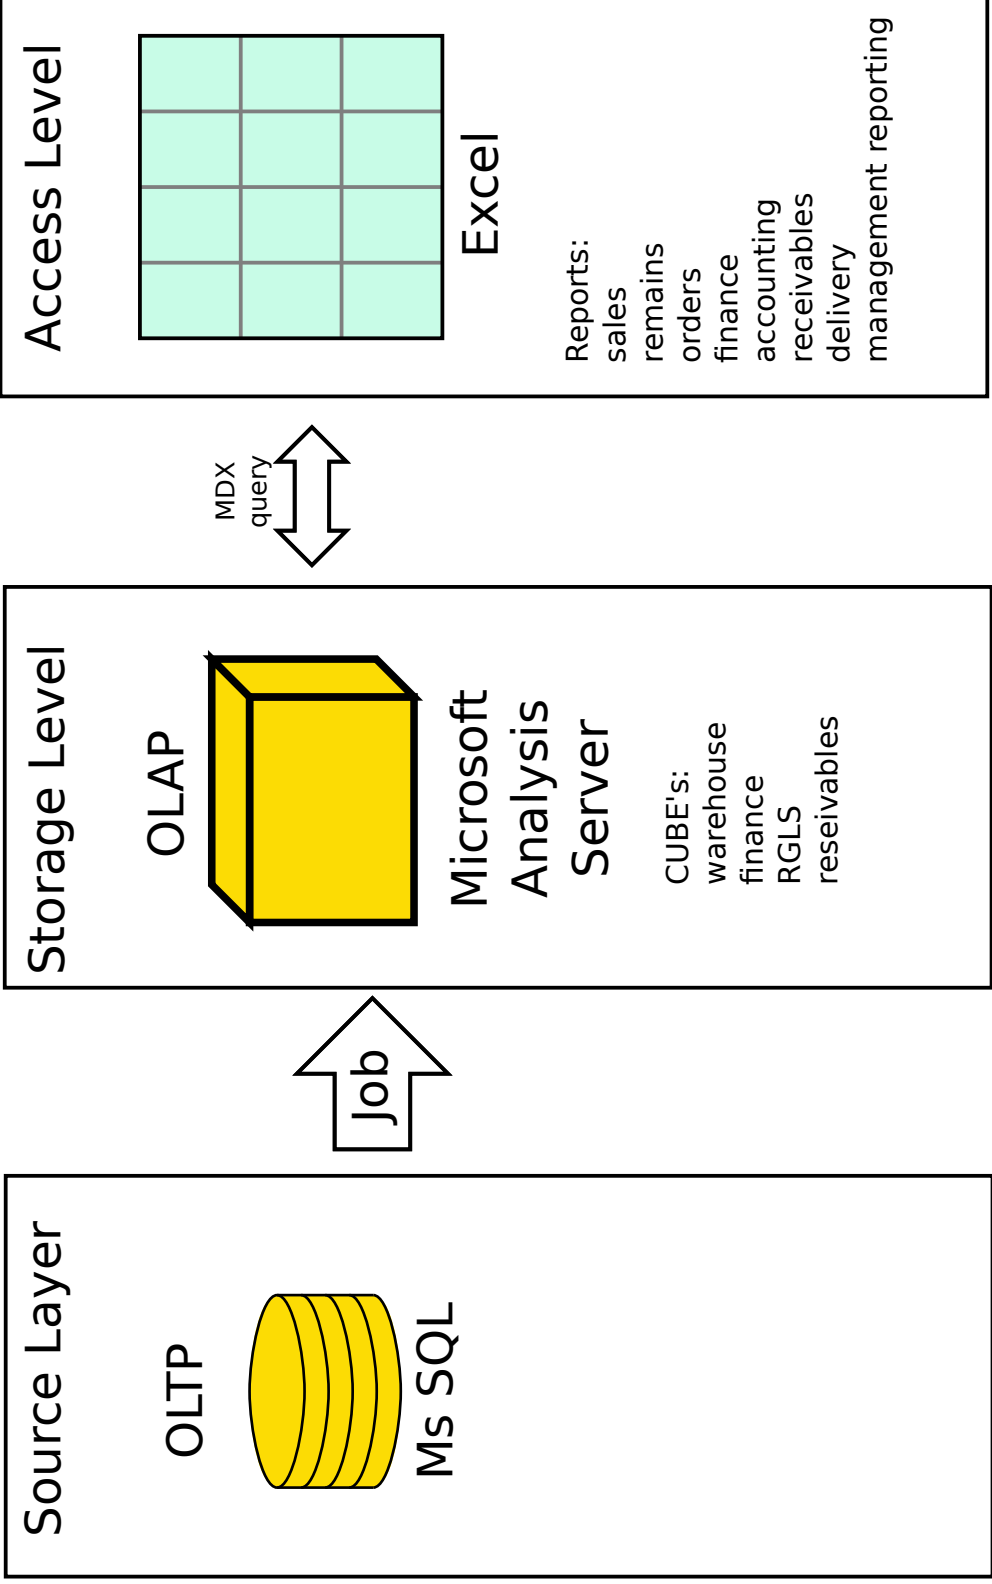 Source Layer
OLTP
Ms SQL
Job
Storage Level
OLAP
Microsoft
Analysis
Server
CUBE's:
warehouse
finance
RGLS
reseivables
MDX
query
Access Level
Excel
Reports:
sales
remains
orders
finance
accounting
receivables
delivery
management reporting